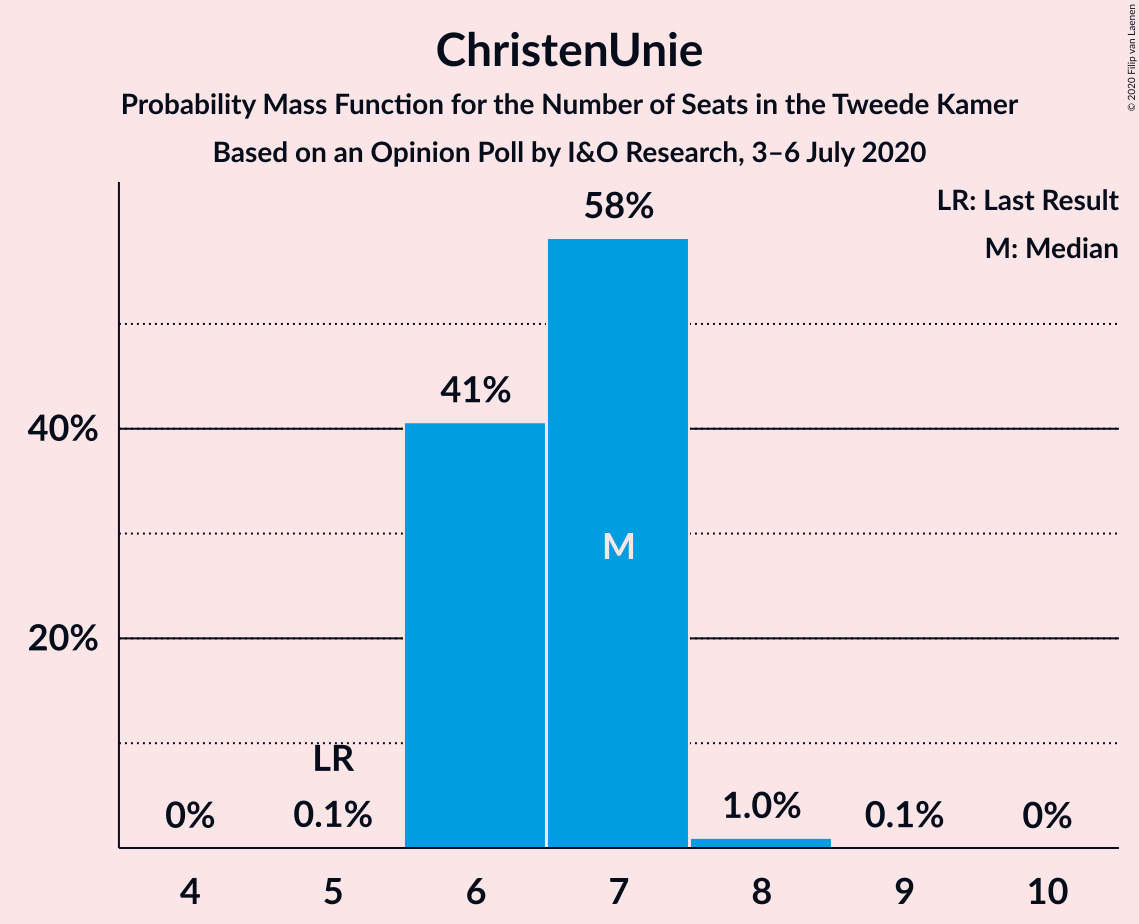 ChristenUnie
Probability Mass Function for the Number of Seats in the Tweede Kamer
Based on an Opinion Poll by I&O Research, 3–6 July 2020
© 2020 Filip van Laenen
LR: Last Result
M: Median
58%
41%
40%
M
20%
LR
0%
0.1%
1.0%
0.1%
0%
4
5
6
7
8
9
10